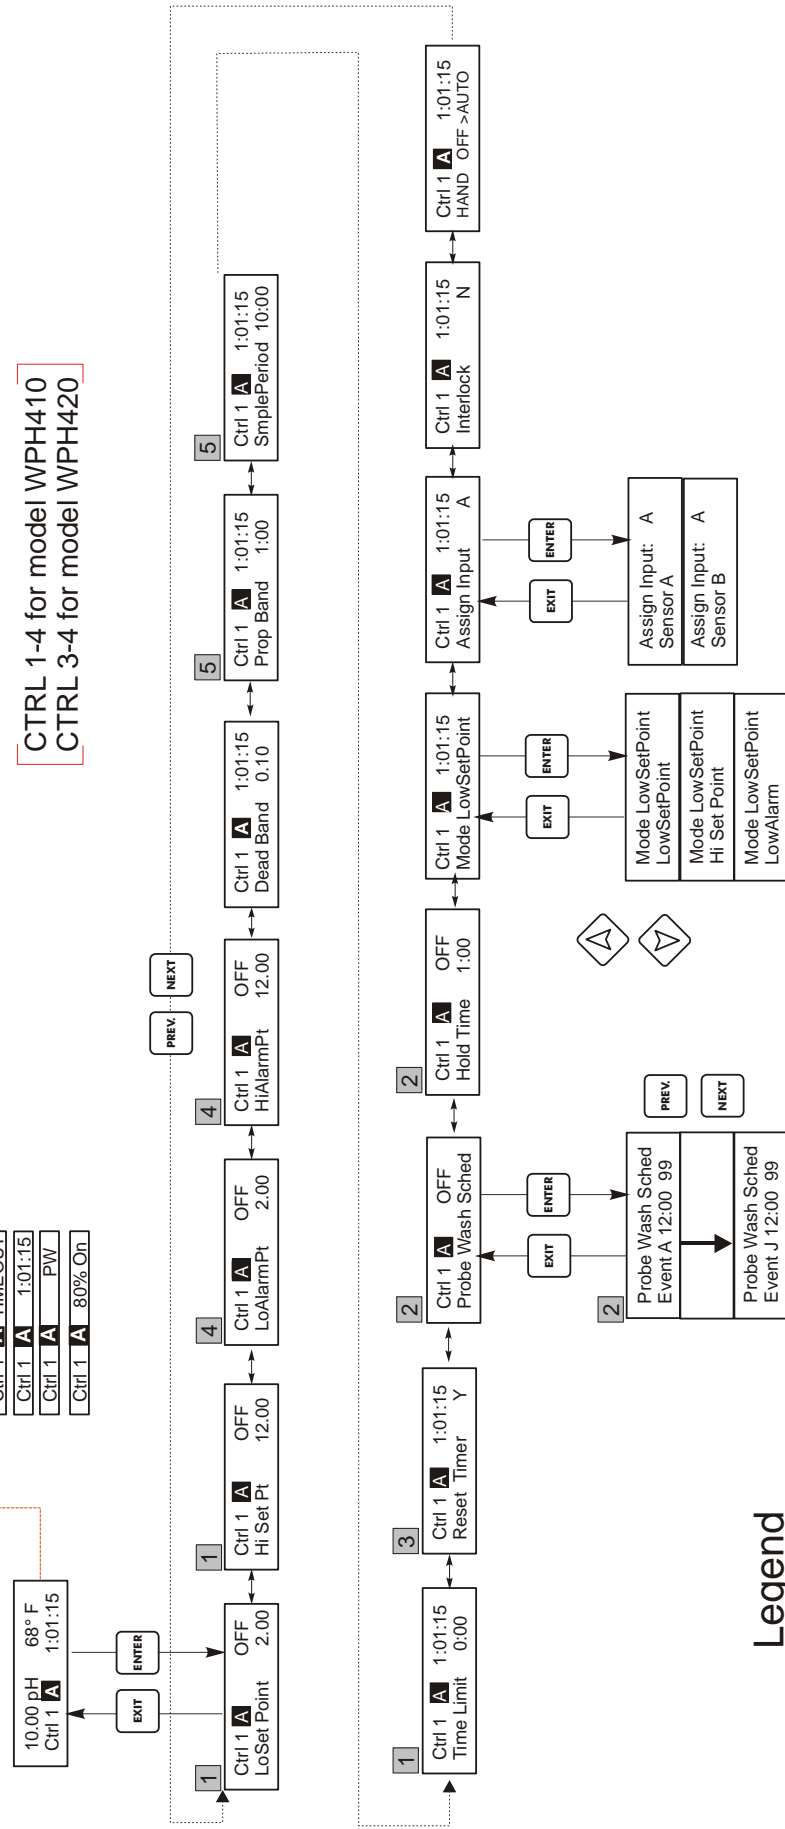 CTRL 1-4 for model WPH410
CTRL 3-4 for model WPH420
10.00 pH 68° F
Ctrl 1 A 1:01:15
Ctrl 1 A 1:01:15
Ctrl 1 A PW
Ctrl 1 A 80% On
EXIT
ENTER
PREV.
NEXT
1
Ctrl 1 A OFF
LoSet Point 2.00
1
Ctrl 1 A OFF
Hi Set Pt 12.00
4
Ctrl 1 A OFF
LoAlarmPt 2.00
4
Ctrl 1 A OFF
HiAlarmPt 12.00
Ctrl 1 A 1:01:15
Dead Band 0.10
5
Ctrl 1 A 1:01:15
Prop Band 1:00
5
Ctrl 1 A 1:01:15
SmplePeriod 10:00
1
Ctrl 1 A 1:01:15
Time Limit 0:00
3
Ctrl 1 A 1:01:15
Reset Timer Y
2
Ctrl 1 A OFF
Probe Wash Sched
2
Ctrl 1 A OFF
Hold Time 1:00
Ctrl 1 A 1:01:15
Mode LowSetPoint
Ctrl 1 A 1:01:15
Assign Input A
Ctrl 1 A 1:01:15
Interlock N
Ctrl 1 A 1:01:15
HAND OFF >AUTO
EXIT
ENTER
EXIT
ENTER
EXIT
ENTER
2
Probe Wash Sched
Event A 12:00 99
Probe Wash Sched
Event J 12:00 99
PREV.
NEXT
Mode LowSetPoint
LowSetPoint
Mode LowSetPoint
Hi Set Point
Mode LowSetPoint
LowAlarm
Assign Input: A
Sensor A
Assign Input: A
Sensor B
Legend